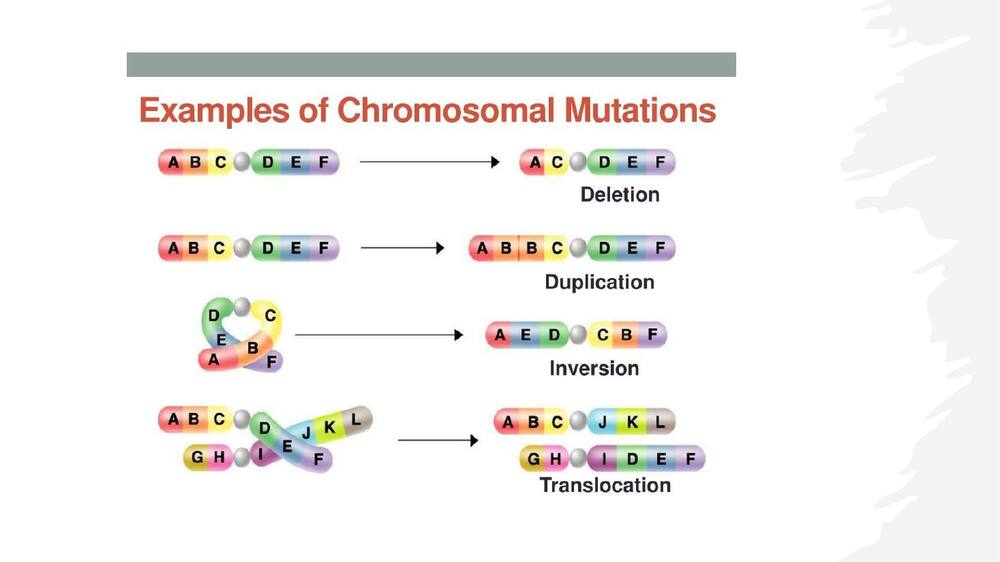 Examples of Chromosomal Mutations
A B C D E F A C D E F
Deletion
A B C D E F A B B C D E F
Duplication
D C
E B
A F
A E D C B F
Inversion
A B C D E J K L
G H I F
A B C J K L
G H I D E F
Translocation